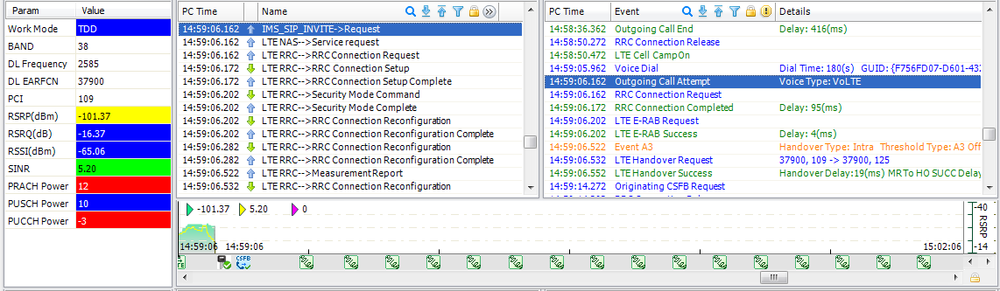 Param Value
Work Mode TDD
BAND 38
DL Frequency 2585
DL EARFCN 37900
PCI 109
RSRP(dBm) -101.37
RSRQ(dB) -16.37
RSSI(dBm) -65.06
SINR 5.20
PRACH Power 12
PUSCH Power 10
PUCCH Power -3
PC Time Name
14:59:06.162 IMS_SIP_INVITE->Request
14:59:06.162 LTE NAS-->Service request
14:59:06.162 LTE RRC-->RRC Connection Request
14:59:06.172 LTE RRC-->RRC Connection Setup
14:59:06.172 LTE RRC-->RRC Connection Setup Complete
14:59:06.202 LTE RRC-->Security Mode Command
14:59:06.202 LTE RRC-->Security Mode Complete
14:59:06.202 LTE RRC-->RRC Connection Reconfiguration
14:59:06.202 LTE RRC-->RRC Connection Reconfiguration Complete
14:59:06.282 LTE RRC-->RRC Connection Reconfiguration
14:59:06.282 LTE RRC-->RRC Connection Reconfiguration Complete
14:59:06.522 LTE RRC-->Measurement Report
14:59:06.532 LTE RRC-->RRC Connection Reconfiguration
PC Time Event Details
14:58:36.362 Outgoing Call End Delay: 416(ms)
14:58:50.272 RRC Connection Release
14:58:50.472 LTE Cell CampOn
14:59:05.962 Voice Dial Dial Time: 180(s) GUID: {F756FD07-D601-432
14:59:06.162 Outgoing Call Attempt Voice Type: VoLTE
14:59:06.162 RRC Connection Request
14:59:06.172 RRC Connection Completed Delay: 95(ms)
14:59:06.202 LTE E-RAB Request
14:59:06.202 LTE E-RAB Success Delay: 4(ms)
14:59:06.522 Event A3 Handover Type: Intra Threshold Type: A3 Off
14:59:06.532 LTE Handover Request 37900, 109 -> 37900, 125
14:59:06.552 LTE Handover Success Handover Delay:19(ms) MR To HO SUCC Delay
14:59:14.272 Originating CSFB Request
-101.37 5.20 0
-40
RSRP
-14
14:59:06 14:59:06 15:02:06
CSFB